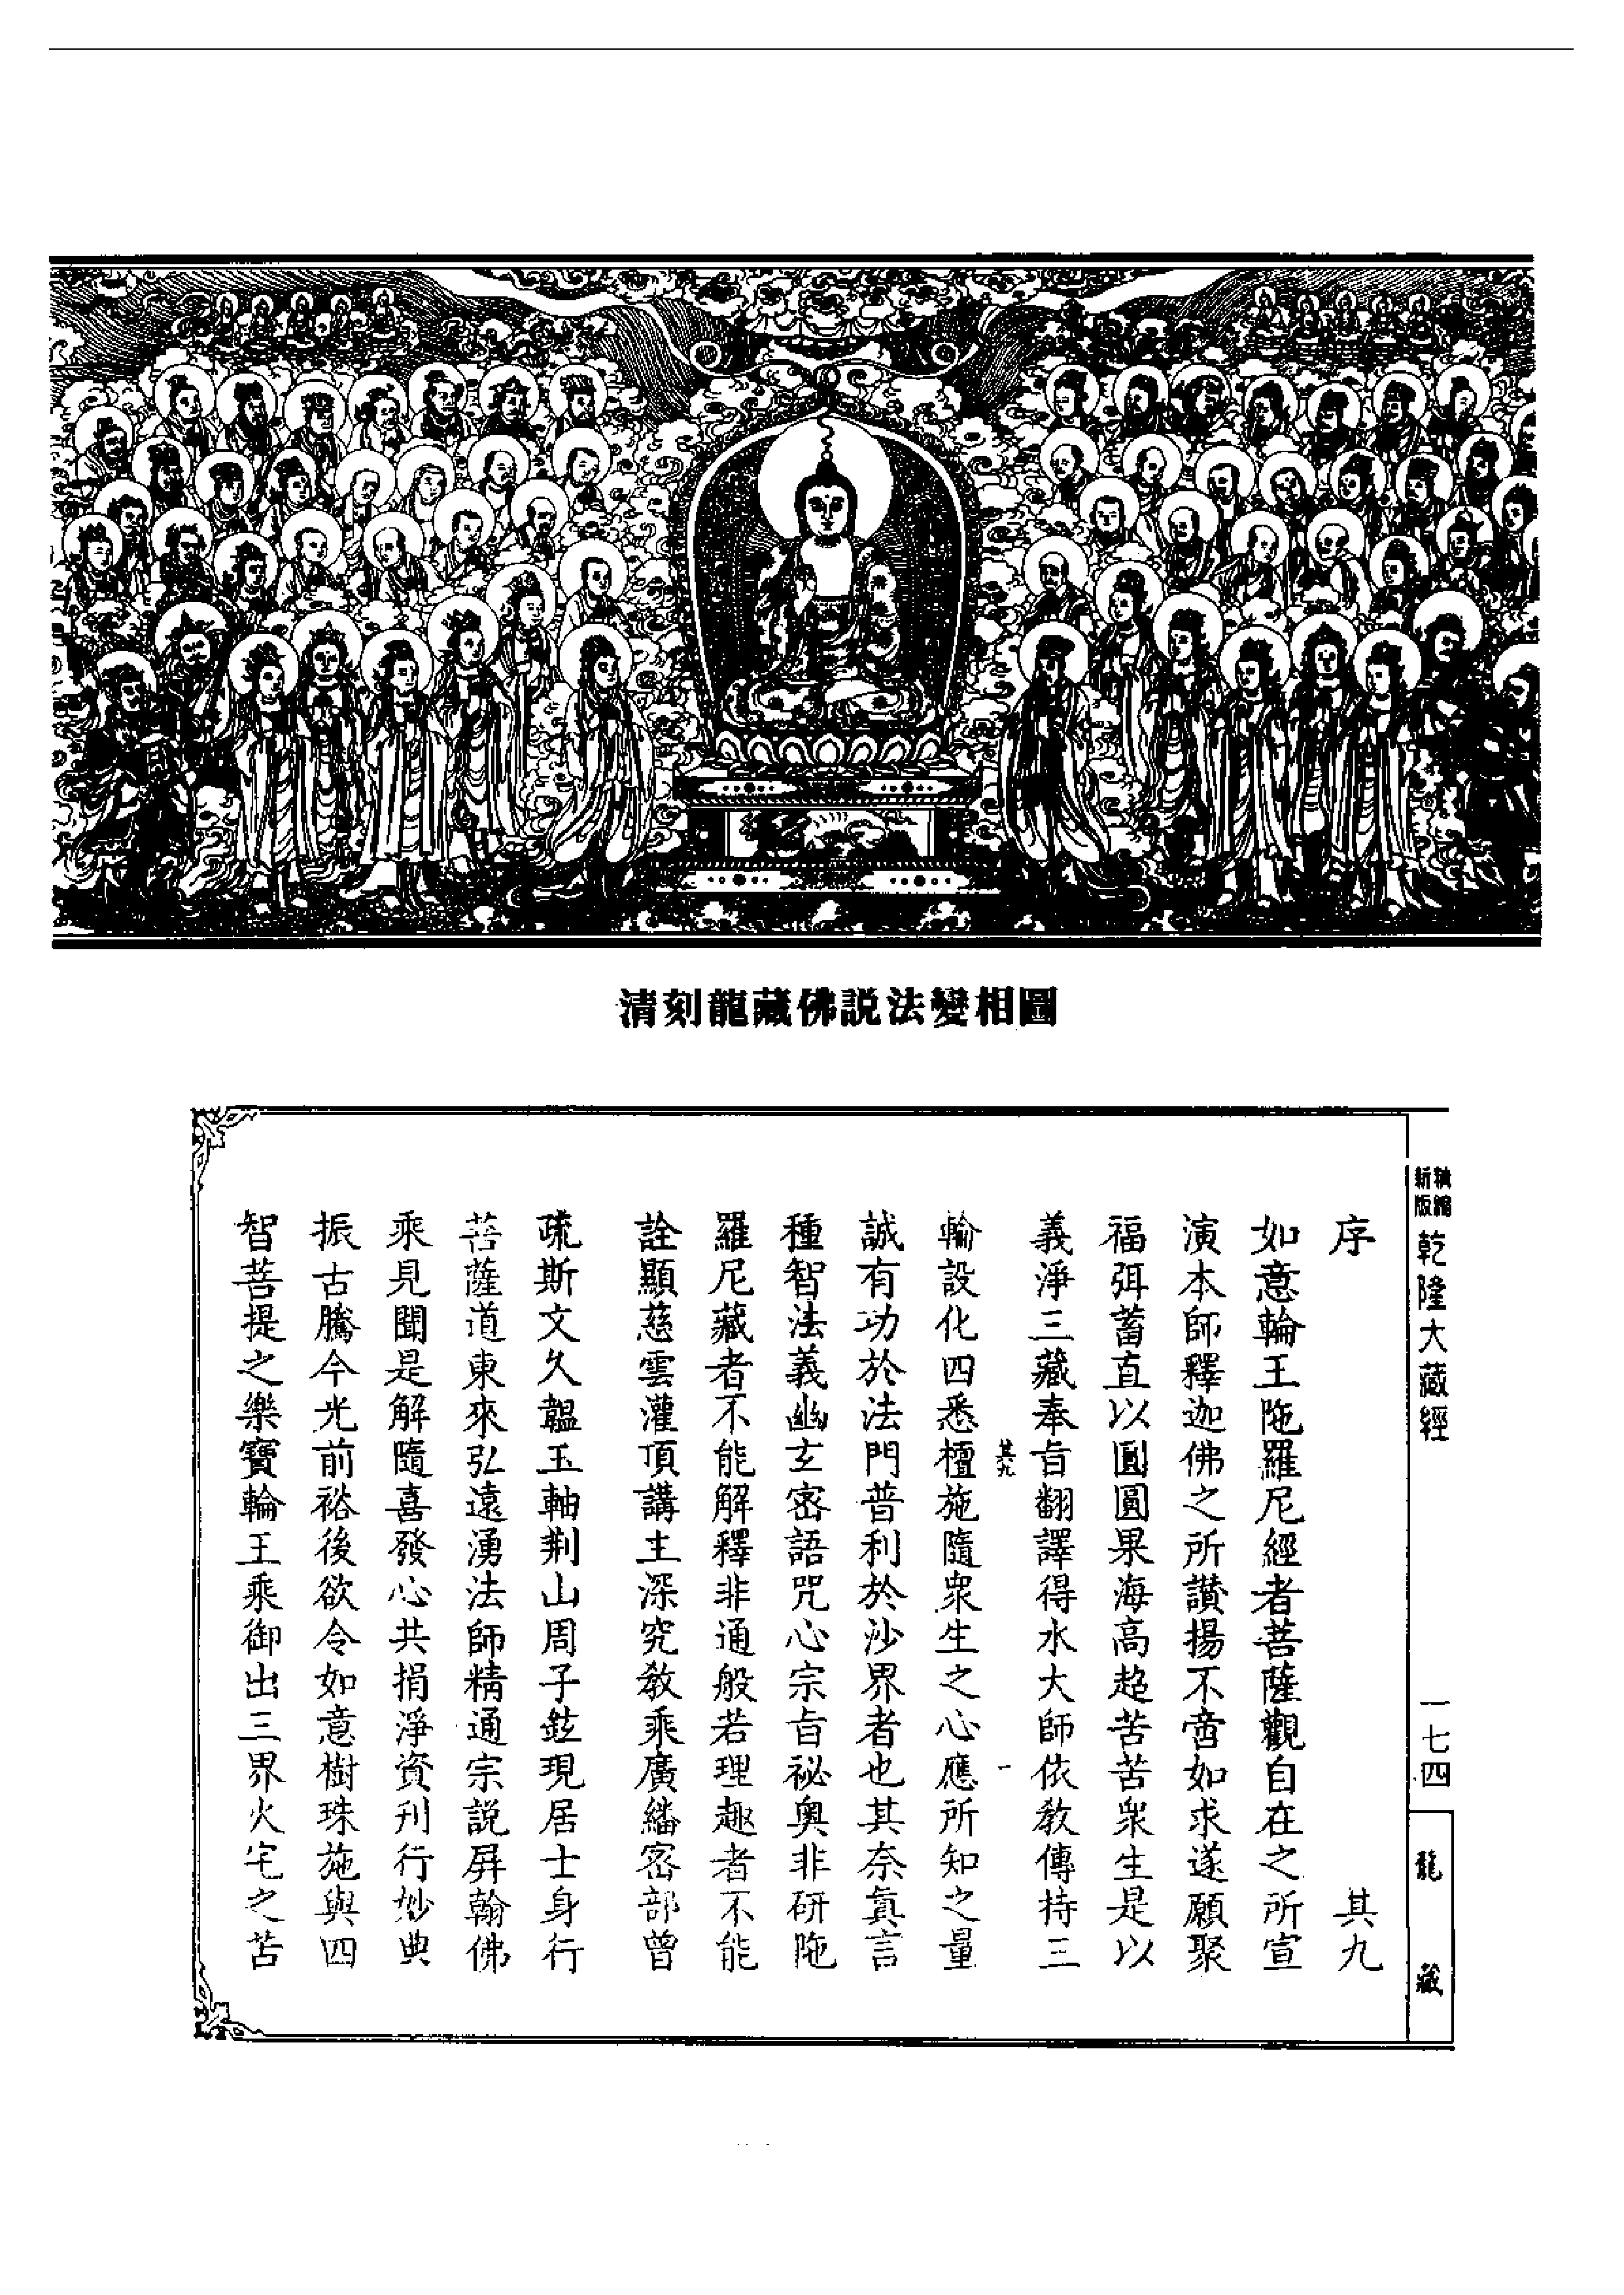 清刻龍藏佛説法變相圖
新版 精縮
乾隆大藏經
一七四
龍藏
序 其九
如意輪王陁羅尼經者菩薩觀自在之所宣
演本師釋迦佛之所讃揚不啻如求遂願聚
福弭蓄直以圓圓果海高超苦苦衆生是以
義淨三藏奉旨翻譯得水大師依教傳持三
其九 一
輪設化四悉檀施隨衆生之心應所知之量
誠有功於法門普利於沙界者也其奈眞言
種智法義幽玄密語咒心宗旨祕奥非研陁
羅尼藏者不能解釋非通般若理趣者不能
詮顯慈雲灌頂講主深究教乘廣繙密部曾
疏斯文久韞玉軸荆山周子鉉現居士身行
菩薩道東來弘遠湧法師精通宗説屏翰佛
乘見聞是解隨喜發心共捐淨資刋行妙典
振古騰今光前裕後欲令如意樹珠施與四
智菩提之樂寶輪王乘御出三界火宅之苦